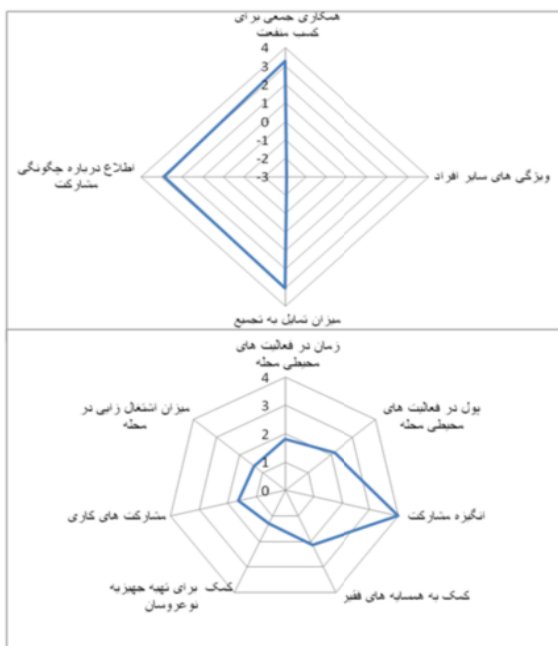 همکاری جمعی برای
کسب منفعت
4
3
2
1
0
-1
-2
-3
ویژگی های سایر افراد
اطلاع درباره چگونگی
مشارکت
میزان تمایل به تجمیع
زمان در فعالیت های
محیطی محله
4
3
2
1
0
پول در فعالیت های
محیطی محله
میزان اشتغال زایی در
محله
انگیزه مشارکت
مشارکت های کاری
کمک به همسایه های فقیر
کمک برای تهیه جهیزیه
نوعروسان